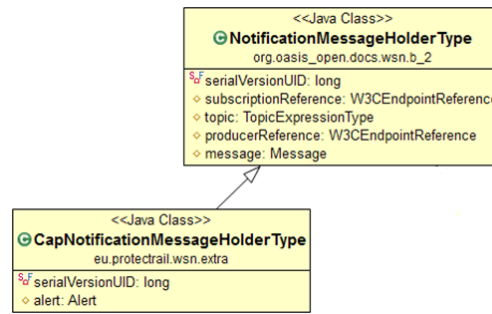 <<Java Class>>
NotificationMessageHolderType
org.oasis_open.docs.wsn.b_2
serialVersionUID: long
subscriptionReference: W3CEndpointReference
topic: TopicExpressionType
producerReference: W3CEndpointReference
message: Message
<<Java Class>>
CapNotificationMessageHolderType
eu.protectrail.wsn.extra
serialVersionUID: long
alert: Alert